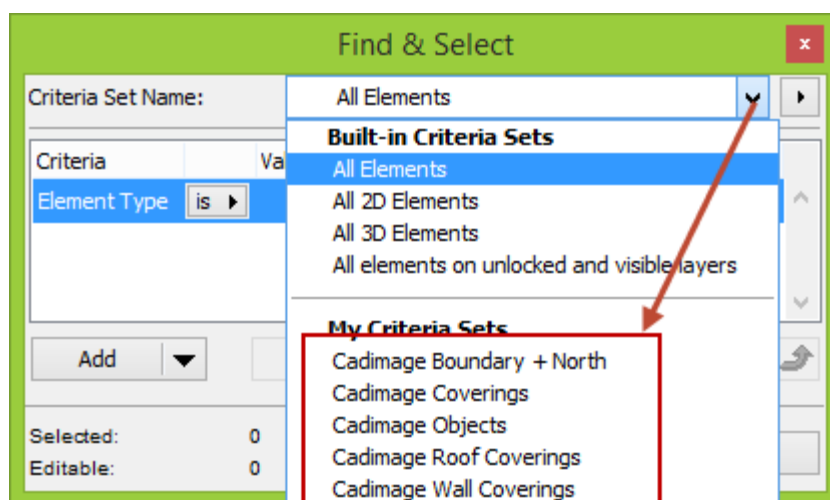 Find & Select
x
Criteria Set Name:
All Elements
Built-in Criteria Sets
Criteria
All Elements
Element Type is
All 2D Elements
All 3D Elements
All elements on unlocked and visible layers
My Criteria Sets
Add
Cadimage Boundary + North
Cadimage Coverings
Cadimage Objects
Selected: 0
Cadimage Roof Coverings
Editable: 0
Cadimage Wall Coverings